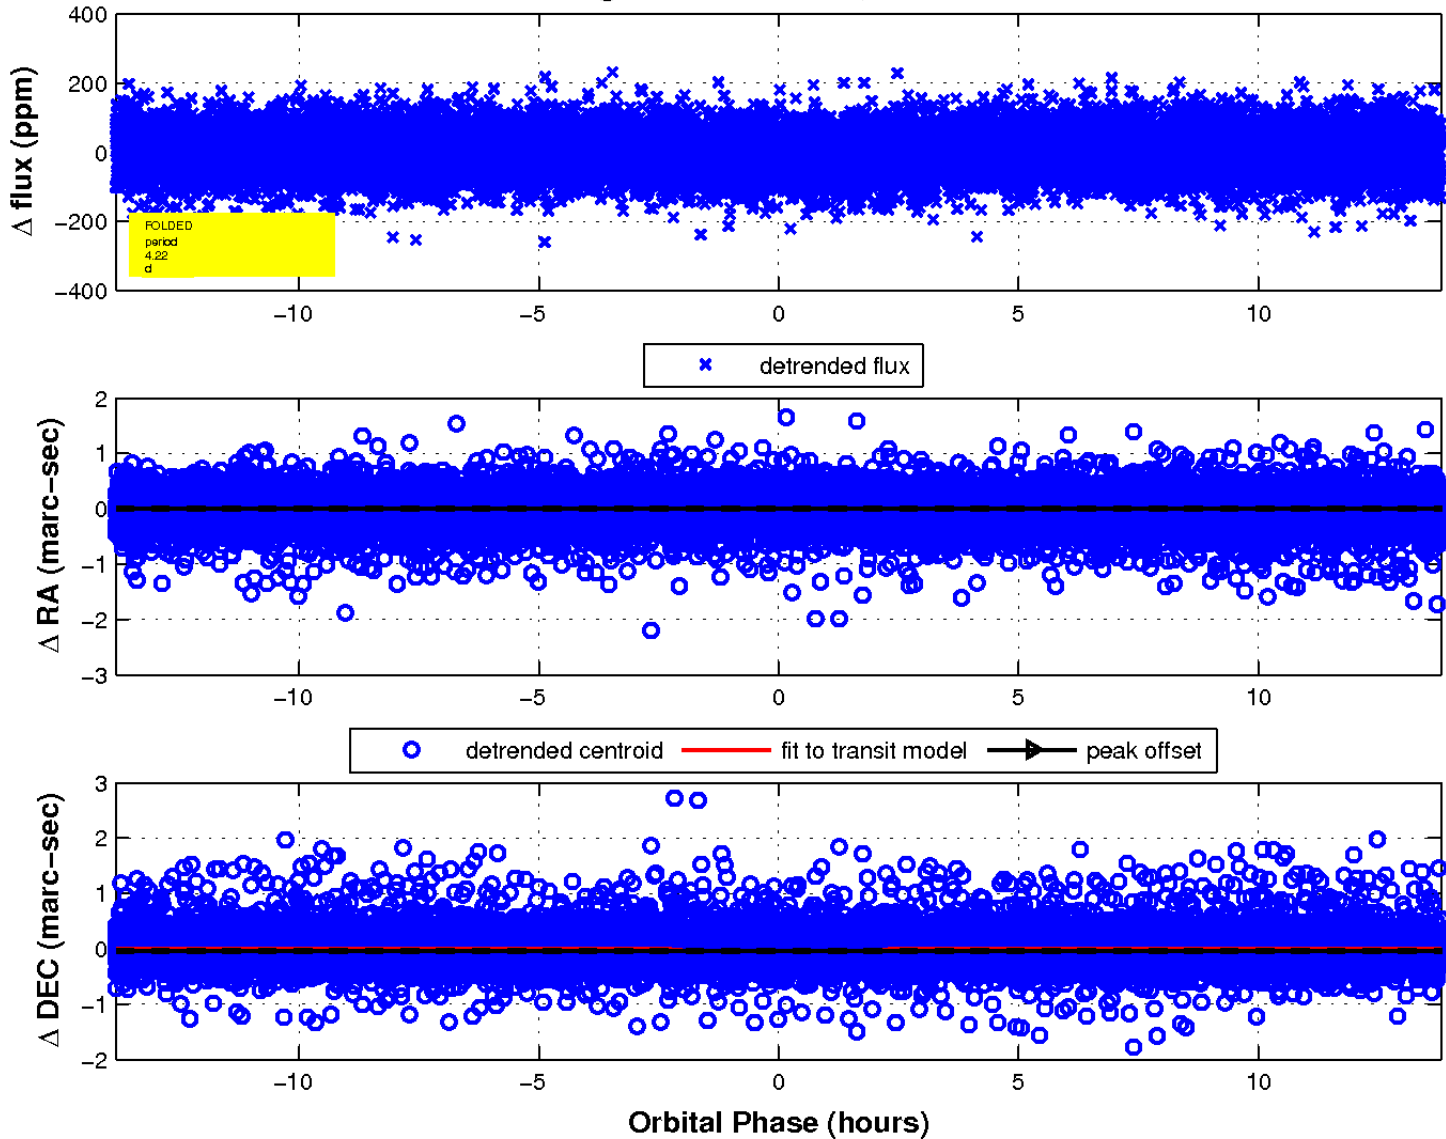 400
200
0
−200
−400
Δ flux (ppm)
FOLDED
period
4.22
d
−10 −5 0 5 10
detrended flux
2
1
0
−1
−2
−3
Δ RA (marc−sec)
−10 −5 0 5 10
detrended centroid fit to transit model peak offset
3
2
1
0
−1
−2
Δ DEC (marc−sec)
−10 −5 0 5 10
Orbital Phase (hours)